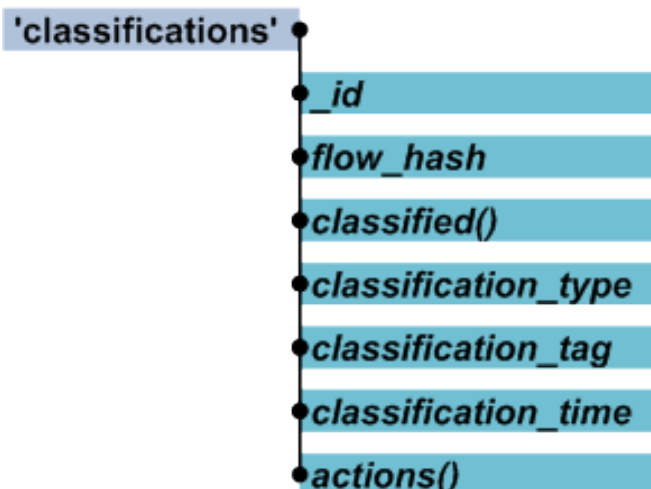 'classifications'
_id
flow_hash
classified()
classification_type
classification_tag
classification_time
actions()